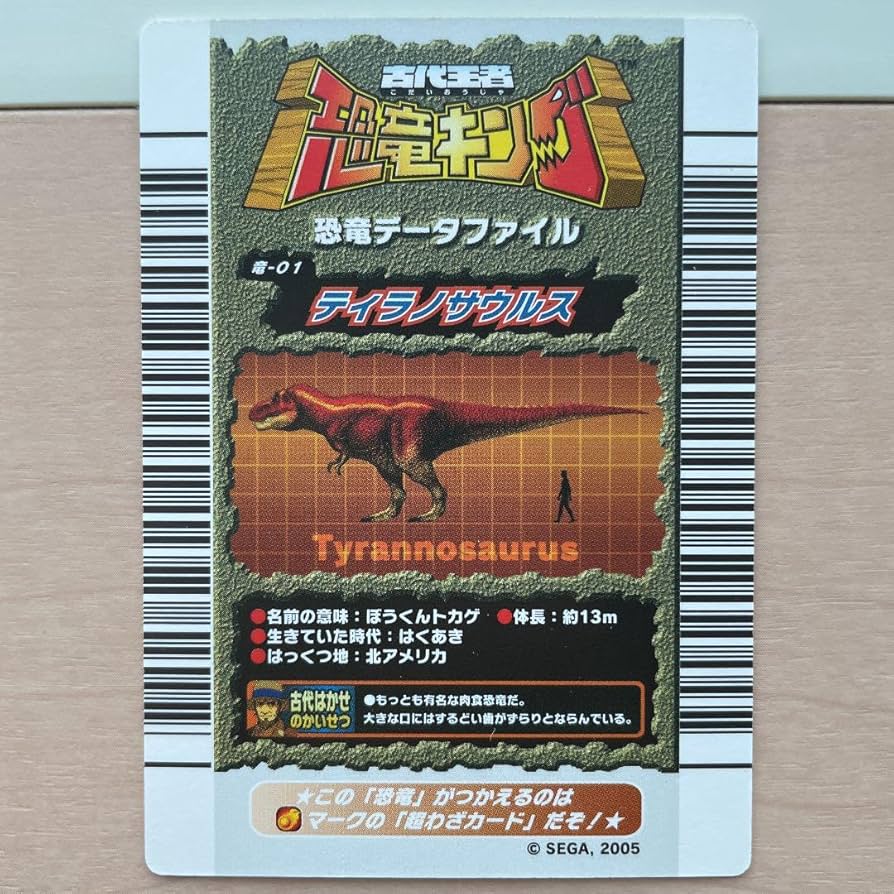 古代王者
こだいおうじゃ
恐竜キング
TM
恐竜データファイル
竜-01
ティラノサウルス
Tyrannosaurus
●名前の意味：ぼうくんトカゲ ●体長：約13m
●生きていた時代：はくあき
●はっくつ地：北アメリカ
古代はかせ
のかいせつ
●もっとも有名な肉食恐竜だ。
大きな口にはするどい歯がずらりとならんでいる。
★この「恐竜」がつかえるのは
マークの「超わざカード」だぞ！★
© SEGA, 2005